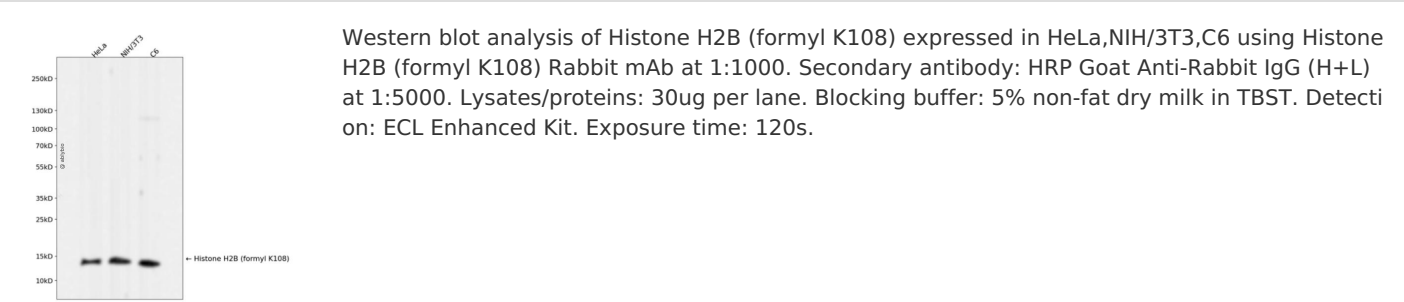 HeLa
NIH/3T3
C6
250kD
130kD
100kD
70kD
55kD
35kD
25kD
15kD
10kD
@ abybio
← Histone H2B (formyl K108)
Western blot analysis of Histone H2B (formyl K108) expressed in HeLa,NIH/3T3,C6 using Histone
H2B (formyl K108) Rabbit mAb at 1:1000. Secondary antibody: HRP Goat Anti-Rabbit IgG (H+L)
at 1:5000. Lysates/proteins: 30ug per lane. Blocking buffer: 5% non-fat dry milk in TBST. Detecti
on: ECL Enhanced Kit. Exposure time: 120s.